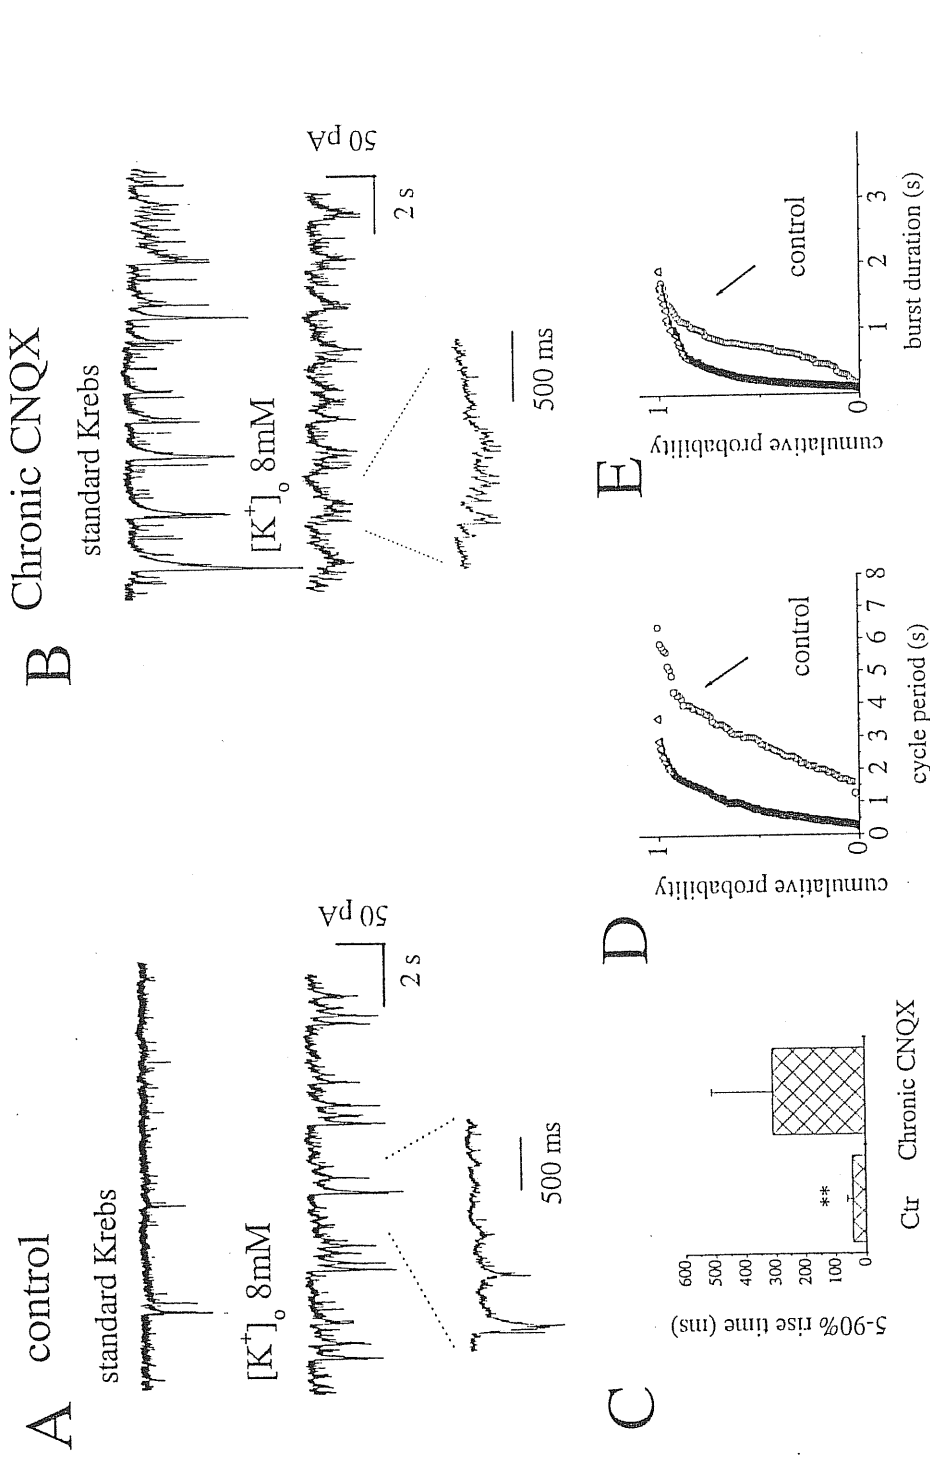 A control
standard Krebs
[K+]o 8mM
50 pA
2 s
500 ms
B Chronic CNQX
standard Krebs
[K+]o 8mM
50 pA
2 s
500 ms
C
5-90% rise time (ms)
600
500
400
300
200
100
0
**
Ctr Chronic CNQX
D
cumulative probability
1
0
control
0 1 2 3 4 5 6 7 8
cycle period (s)
E
cumulative probability
1
0
control
1 2 3
burst duration (s)